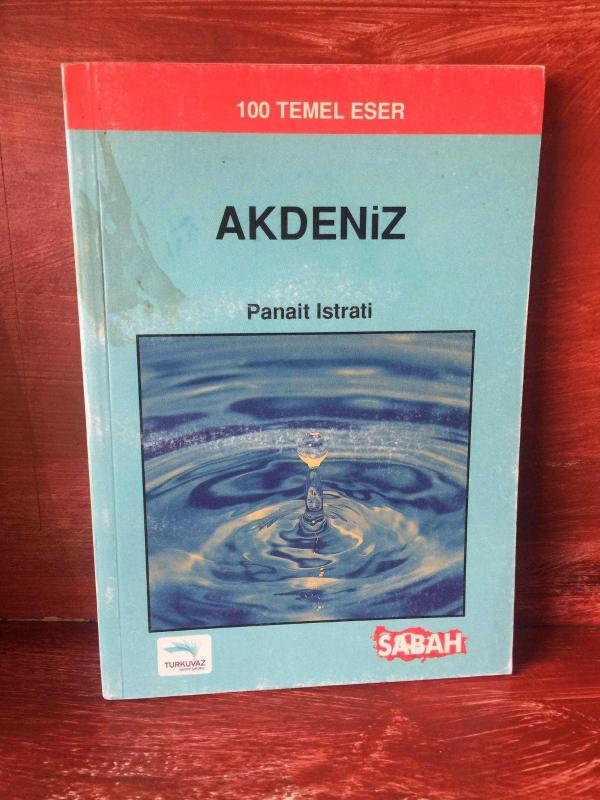 100 TEMEL ESER
AKDENiZ
Panait Istrati
TURKUVAZ
SABAH